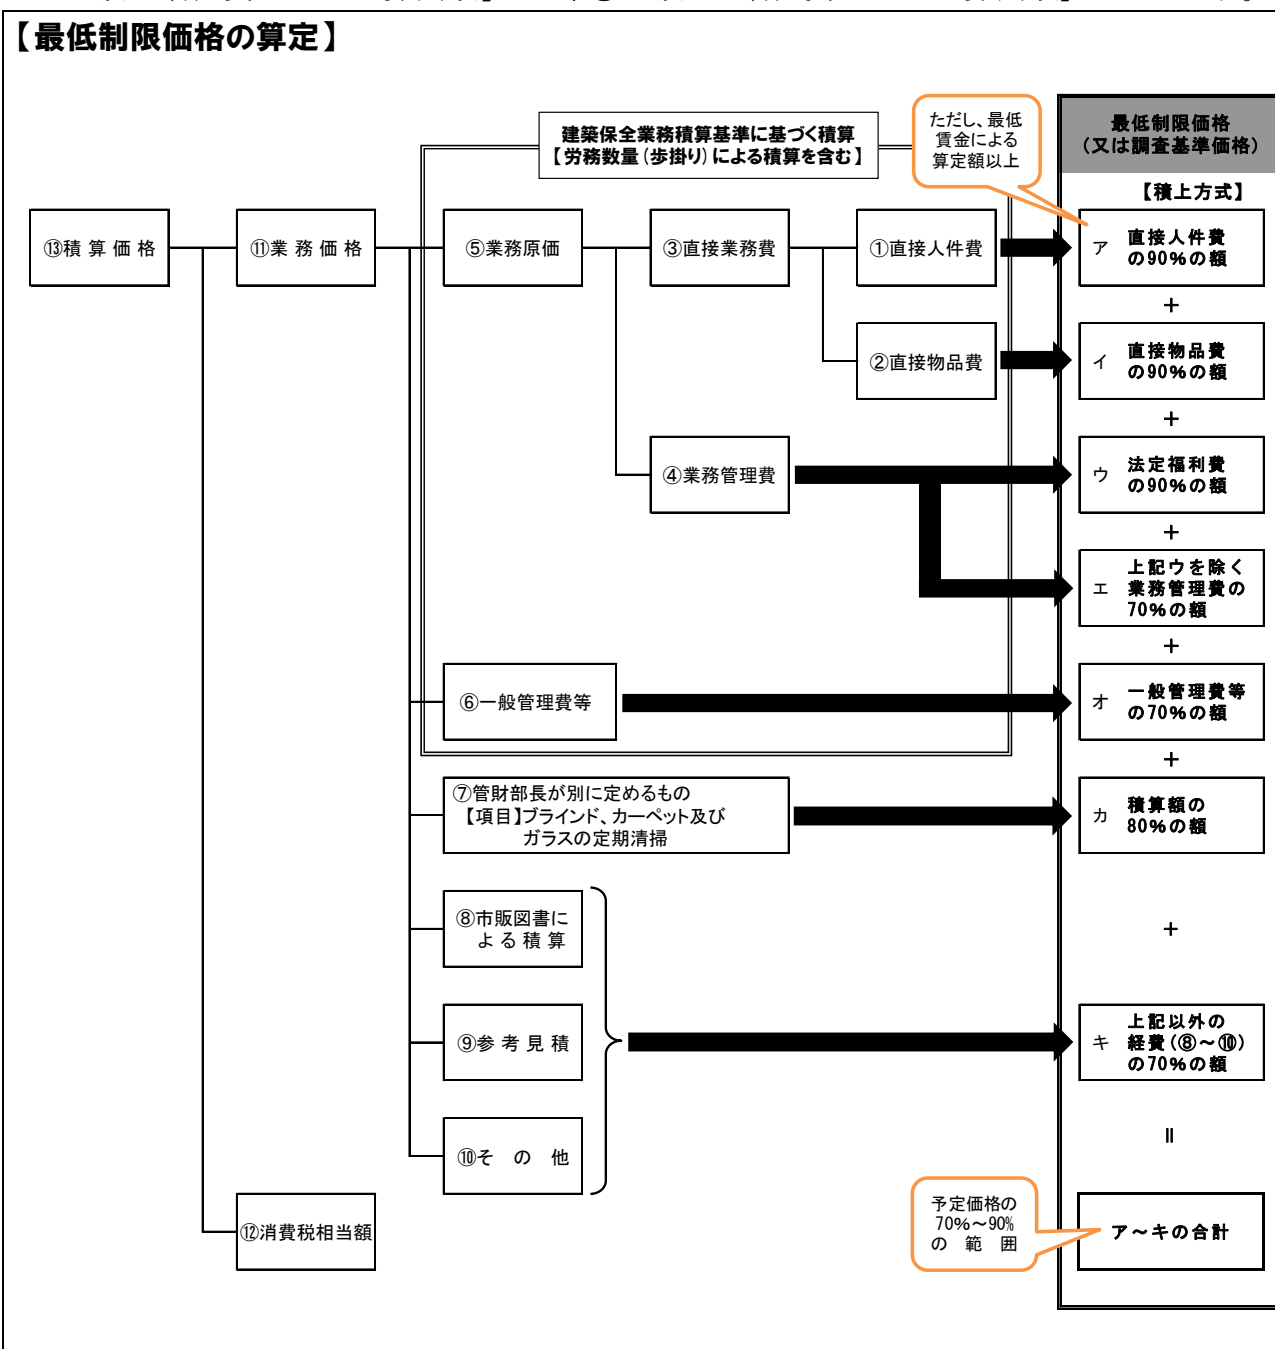 【最低制限価格の算定】
建築保全業務積算基準に基づく積算
【労務数量(歩掛り)による積算を含む】
ただし、最低
賃金による
算定額以上
最低制限価格
(又は調査基準価格)
【積上方式】
⑬積算価格
⑪業務価格
⑤業務原価
③直接業務費
①直接人件費
ア 直接人件費
の90%の額
+
②直接物品費
イ 直接物品費
の90%の額
+
④業務管理費
ウ 法定福利費
の90%の額
+
エ 上記ウを除く
業務管理費の
70%の額
+
⑥一般管理費等
オ 一般管理費等
の70%の額
+
⑦管財部長が別に定めるもの
【項目】ブラインド、カーペット及び
ガラスの定期清掃
カ 積算額の
80%の額
+
⑧市販図書に
よる積算
⑨参考見積
キ 上記以外の
経費(⑧~⑩)
の70%の額
⑩その他
=
⑫消費税相当額
予定価格の
70%~90%
の範囲
ア~キの合計